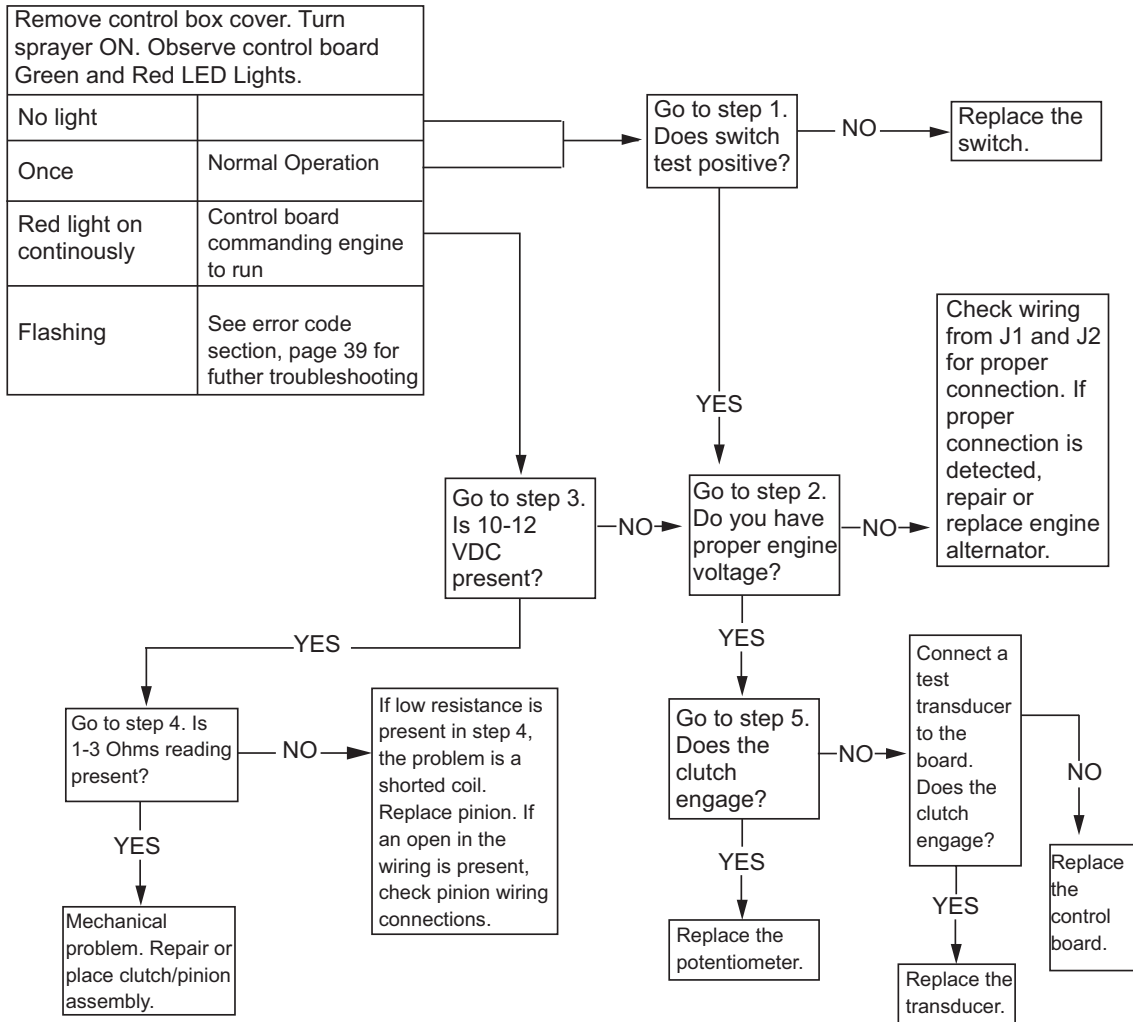 Remove control box cover. Turn
sprayer ON. Observe control board
Green and Red LED Lights.
No light
Once
Normal Operation
Red light on
continously
Control board
commanding engine
to run
Flashing
See error code
section, page 39 for
futher troubleshooting
Go to step 1.
Does switch
test positive?
NO
Replace the
switch.
YES
Go to step 3.
Is 10-12
VDC
present?
NO
Go to step 2.
Do you have
proper engine
voltage?
NO
Check wiring
from J1 and J2
for proper
connection. If
proper
connection is
detected,
repair or
replace engine
alternator.
YES
YES
Go to step 4. Is
1-3 Ohms reading
present?
NO
If low resistance is
present in step 4,
the problem is a
shorted coil.
Replace pinion. If
an open in the
wiring is present,
check pinion wiring
connections.
YES
Mechanical
problem. Repair or
place clutch/pinion
assembly.
Go to step 5.
Does the
clutch
engage?
NO
Connect a
test
transducer
to the
board.
Does the
clutch
engage?
NO
Replace
the
control
board.
YES
Replace the
potentiometer.
YES
Replace the
transducer.